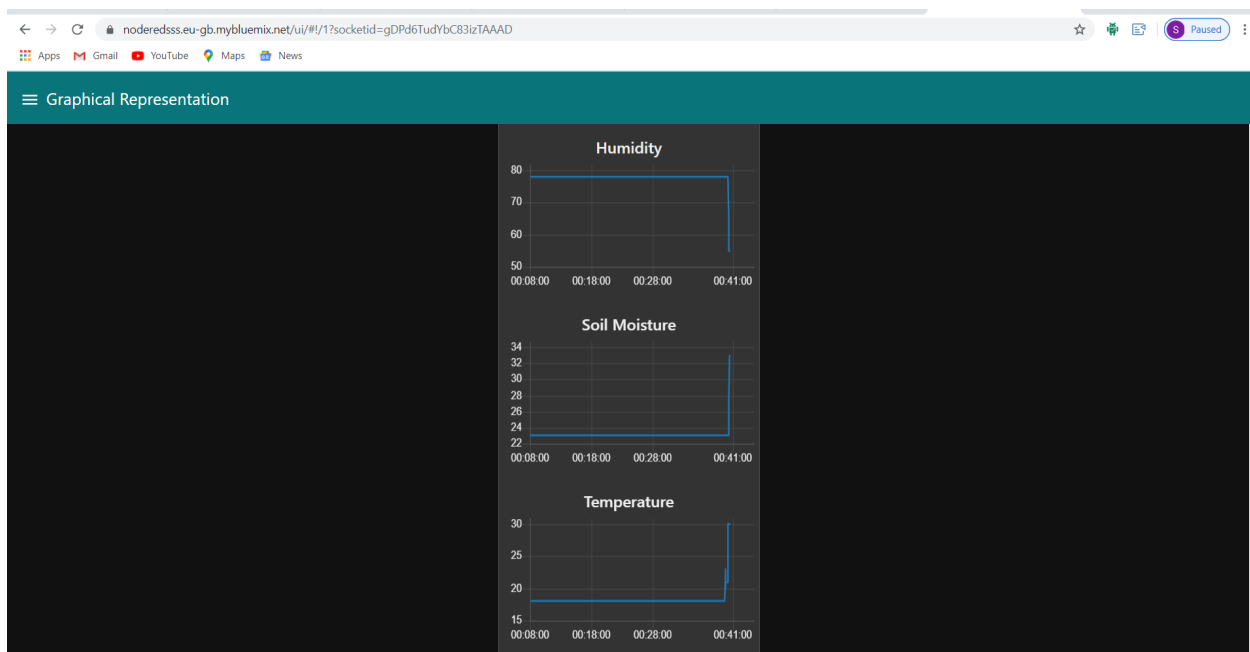 noderedsss.eu-gb.mybluemix.net/ui/#!/1?socketid=gDPd6TudYbC83izTAAAD
S Paused
Apps Gmail YouTube Maps News
Graphical Representation
Humidity
80
70
60
50
00:08:00 00:18:00 00:28:00 00:41:00
Soil Moisture
34
32
30
28
26
24
22
00:08:00 00:18:00 00:28:00 00:41:00
Temperature
30
25
20
15
00:08:00 00:18:00 00:28:00 00:41:00